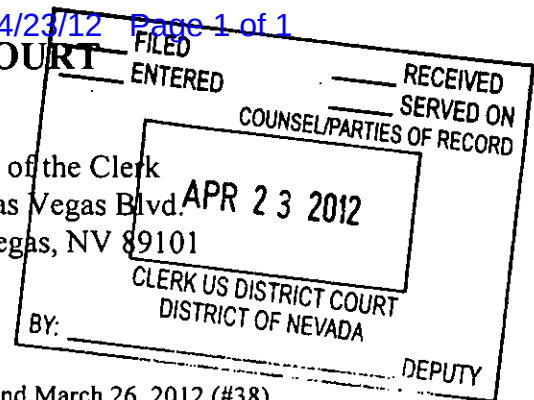 4/23/12 Page 1 of 1
OURT
FILED
ENTERED
RECEIVED
SERVED ON
COUNSEL/PARTIES OF RECORD
of the Clerk
as Vegas Blvd.
egas, NV 89101
APR 23 2012
CLERK US DISTRICT COURT
DISTRICT OF NEVADA
BY:
DEPUTY
nd March 26, 2012 (#38)